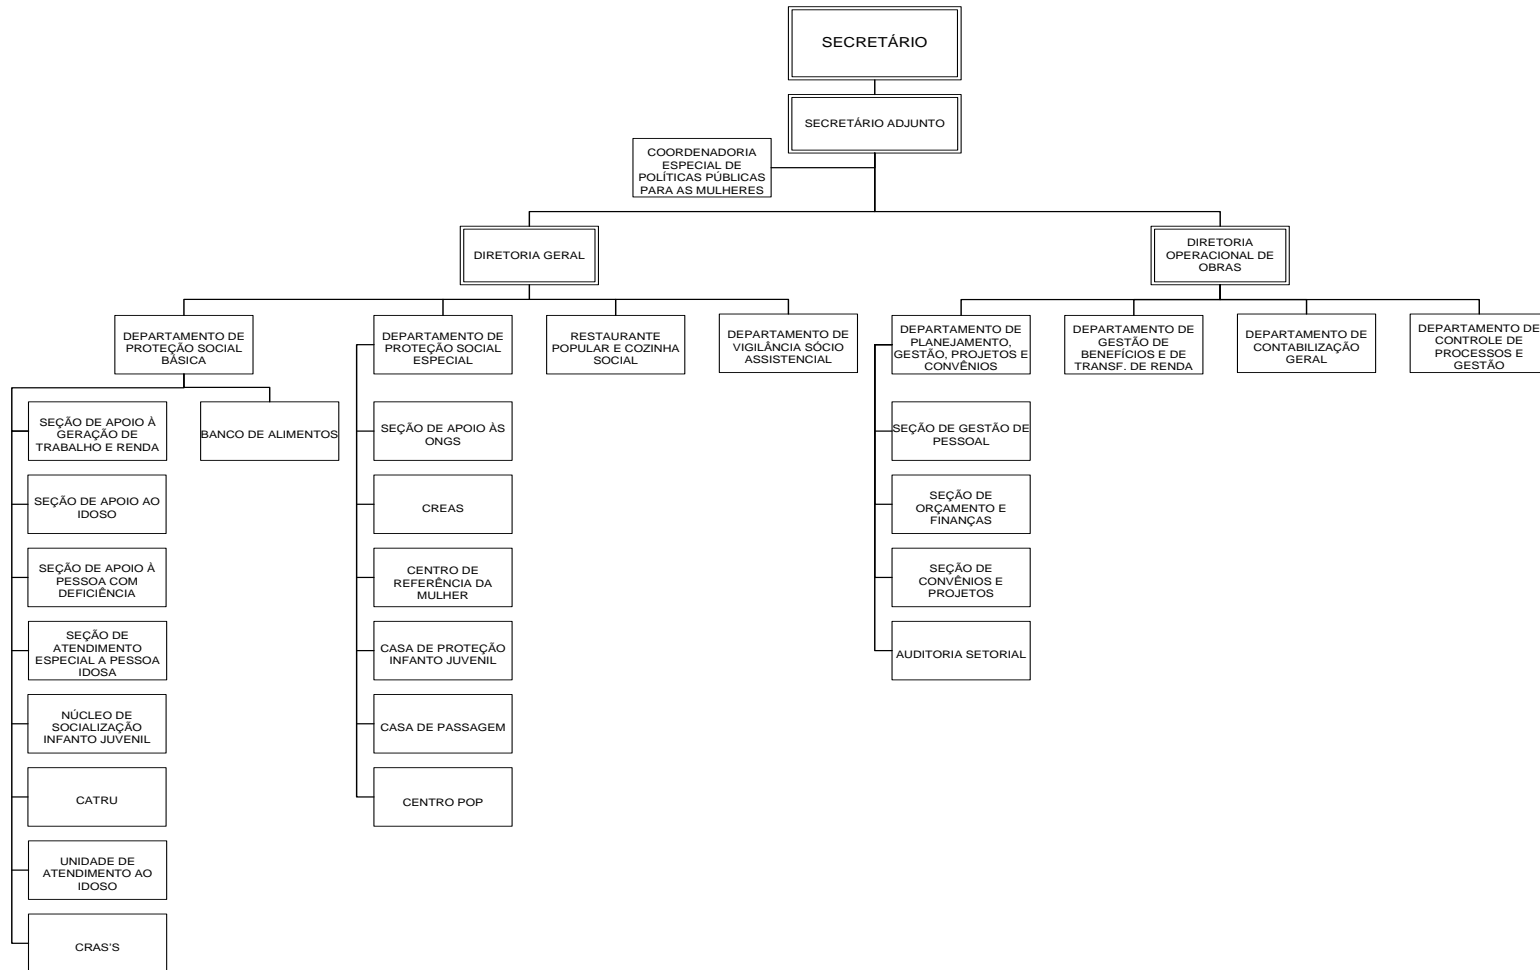 SECRETÁRIO
SECRETÁRIO ADJUNTO
COORDENADORIA
ESPECIAL DE
POLÍTICAS PÚBLICAS
PARA AS MULHERES
DIRETORIA GERAL
DIRETORIA
OPERACIONAL DE
OBRAS
DEPARTAMENTO DE
PROTEÇÃO SOCIAL
BÁSICA
DEPARTAMENTO DE
PROTEÇÃO SOCIAL
ESPECIAL
RESTAURANTE
POPULAR E COZINHA
SOCIAL
DEPARTAMENTO DE
VIGILÂNCIA SÓCIO
ASSISTENCIAL
DEPARTAMENTO DE
PLANEJAMENTO,
GESTÃO, PROJETOS E
CONVÊNIOS
DEPARTAMENTO DE
GESTÃO DE
BENEFÍCIOS E DE
TRANSF. DE RENDA
DEPARTAMENTO DE
CONTABILIZAÇÃO
GERAL
DEPARTAMENTO DE
CONTROLE DE
PROCESSOS E
GESTÃO
SEÇÃO DE APOIO À
GERAÇÃO DE
TRABALHO E RENDA
BANCO DE ALIMENTOS
SEÇÃO DE APOIO ÀS
ONGS
SEÇÃO DE GESTÃO DE
PESSOAL
SEÇÃO DE APOIO AO
IDOSO
CREAS
SEÇÃO DE
ORÇAMENTO E
FINANÇAS
SEÇÃO DE APOIO À
PESSOA COM
DEFICIÊNCIA
CENTRO DE
REFERÊNCIA DA
MULHER
SEÇÃO DE
CONVÊNIOS E
PROJETOS
SEÇÃO DE
ATENDIMENTO
ESPECIAL A PESSOA
IDOSA
CASA DE PROTEÇÃO
INFANTO JUVENIL
AUDITORIA SETORIAL
NÚCLEO DE
SOCIALIZAÇÃO
INFANTO JUVENIL
CASA DE PASSAGEM
CATRU
CENTRO POP
UNIDADE DE
ATENDIMENTO AO
IDOSO
CRAS'S